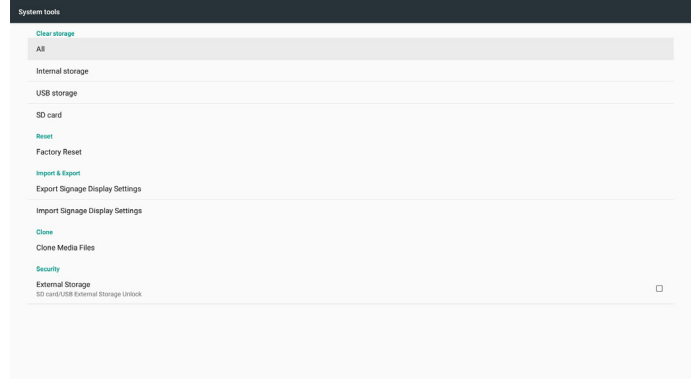 System tools
Clear storage
All
Internal storage
USB storage
SD card
Reset
Factory Reset
Import & Export
Export Signage Display Settings
Import Signage Display Settings
Clone
Clone Media Files
Security
External Storage
SD card/USB External Storage Unlock